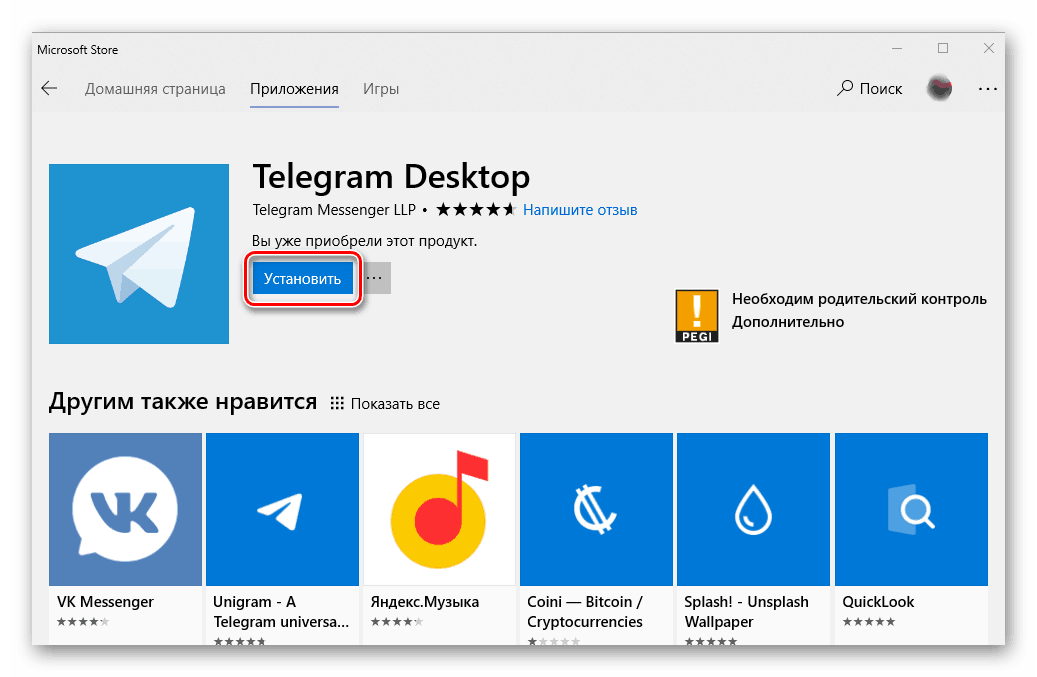 Microsoft Store
Домашняя страница
Приложения
Игры
Поиск
Telegram Desktop
Telegram Messenger LLP • ★★★★★ Напишите отзыв
Вы уже приобрели этот продукт.
Установить
...
PEGI
Необходим родительский контроль
Дополнительно
Другим также нравится
Показать все
VK Messenger
Unigram - A
Telegram universa...
Яндекс.Музыка
Coini — Bitcoin /
Cryptocurrencies
Splash! - Unsplash
Wallpaper
QuickLook